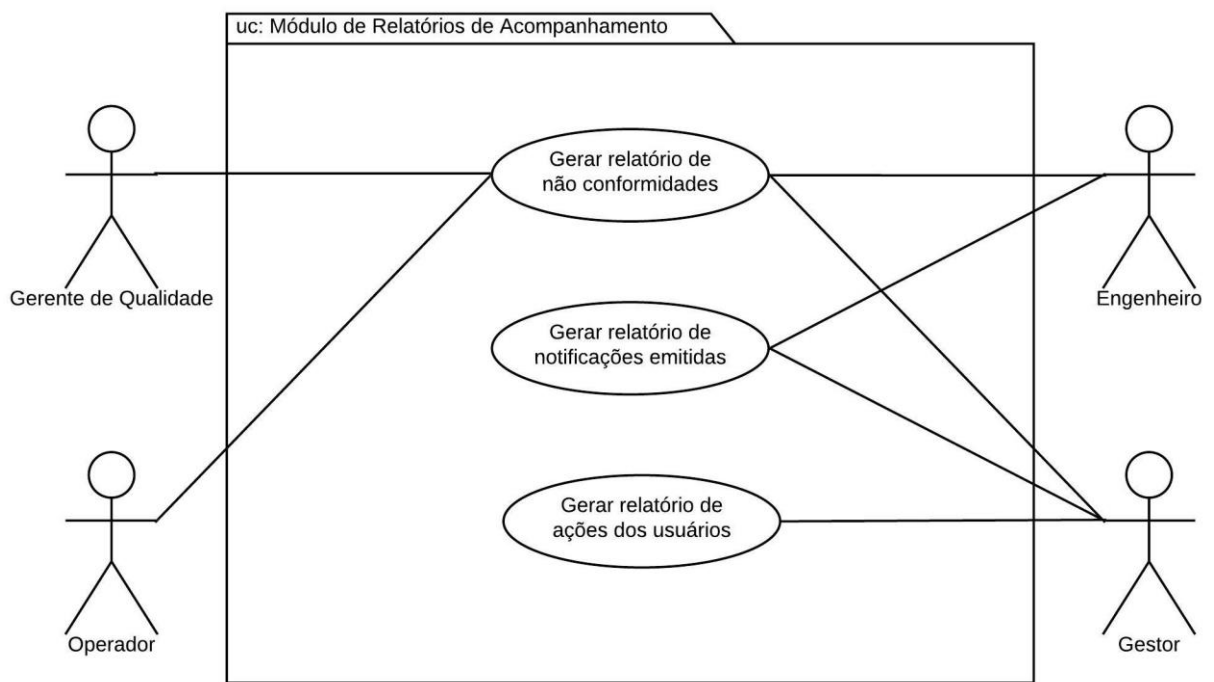 uc: Módulo de Relatórios de Acompanhamento
Gerar relatório de
não conformidades
Gerente de Qualidade
Engenheiro
Gerar relatório de
notificações emitidas
Gerar relatório de
ações dos usuários
Operador
Gestor